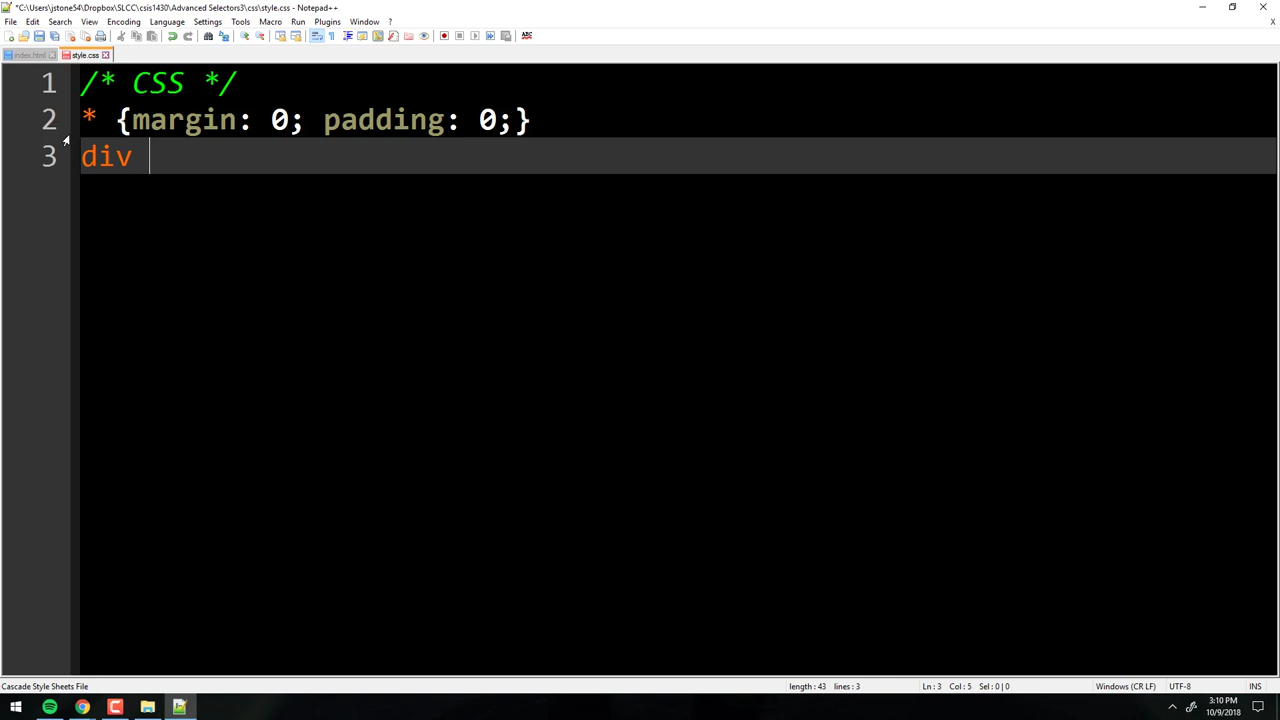 *C:\Users\jstone54\Dropbox\SLCC\csis1430\Advanced Selectors3\css\style.css - Notepad++
File Edit Search View Encoding Language Settings Tools Macro Run Plugins Window ?
X
index.html style.css
ABC
1 /* CSS */
2 * {margin: 0; padding: 0;}
3 div
Cascade Style Sheets File length : 43 lines : 3 Ln : 3 Col : 5 Sel : 0 | 0 Windows (CR LF) UTF-8 INS
3:10 PM
10/9/2018